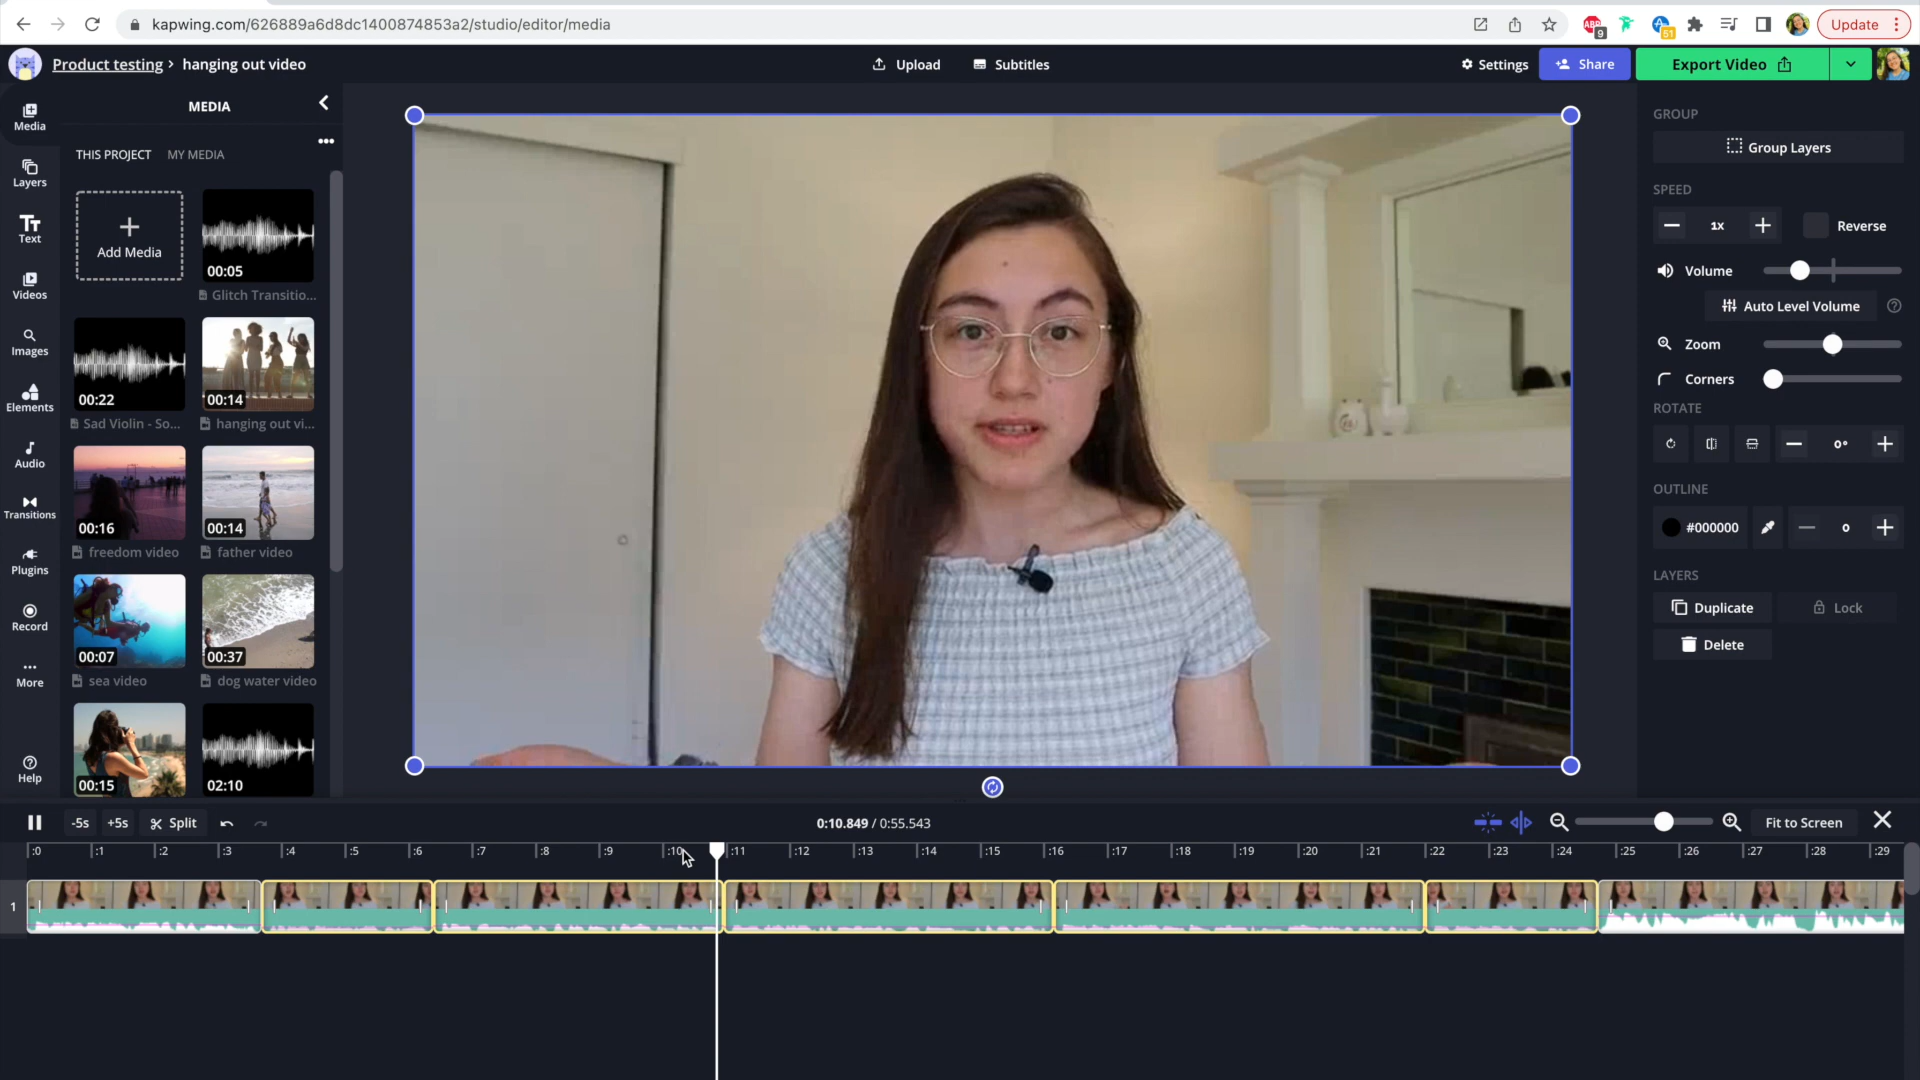 kapwing.com/626889a6d8dc1400874853a2/studio/editor/media
ABP
9
51
Update
Product testing › hanging out video
Upload
Subtitles
Settings
Share
Export Video
Media
Layers
Text
Videos
Images
Elements
Audio
Transitions
Plugins
Record
More
Help
MEDIA
THIS PROJECT MY MEDIA
Add Media
00:05
Glitch Transitio...
00:22
Sad Violin - So...
00:14
hanging out vi...
00:16
freedom video
00:14
father video
00:07
sea video
00:37
dog water video
00:15
02:10
GROUP
Group Layers
SPEED
1x
Reverse
Volume
Auto Level Volume
Zoom
Corners
ROTATE
0°
OUTLINE
#000000
0
LAYERS
Duplicate
Lock
Delete
-5s +5s Split
0:10.849 / 0:55.543
Fit to Screen
:0 :1 :2 :3 :4 :5 :6 :7 :8 :9 :10 :11 :12 :13 :14 :15 :16 :17 :18 :19 :20 :21 :22 :23 :24 :25 :26 :27 :28 :29
1